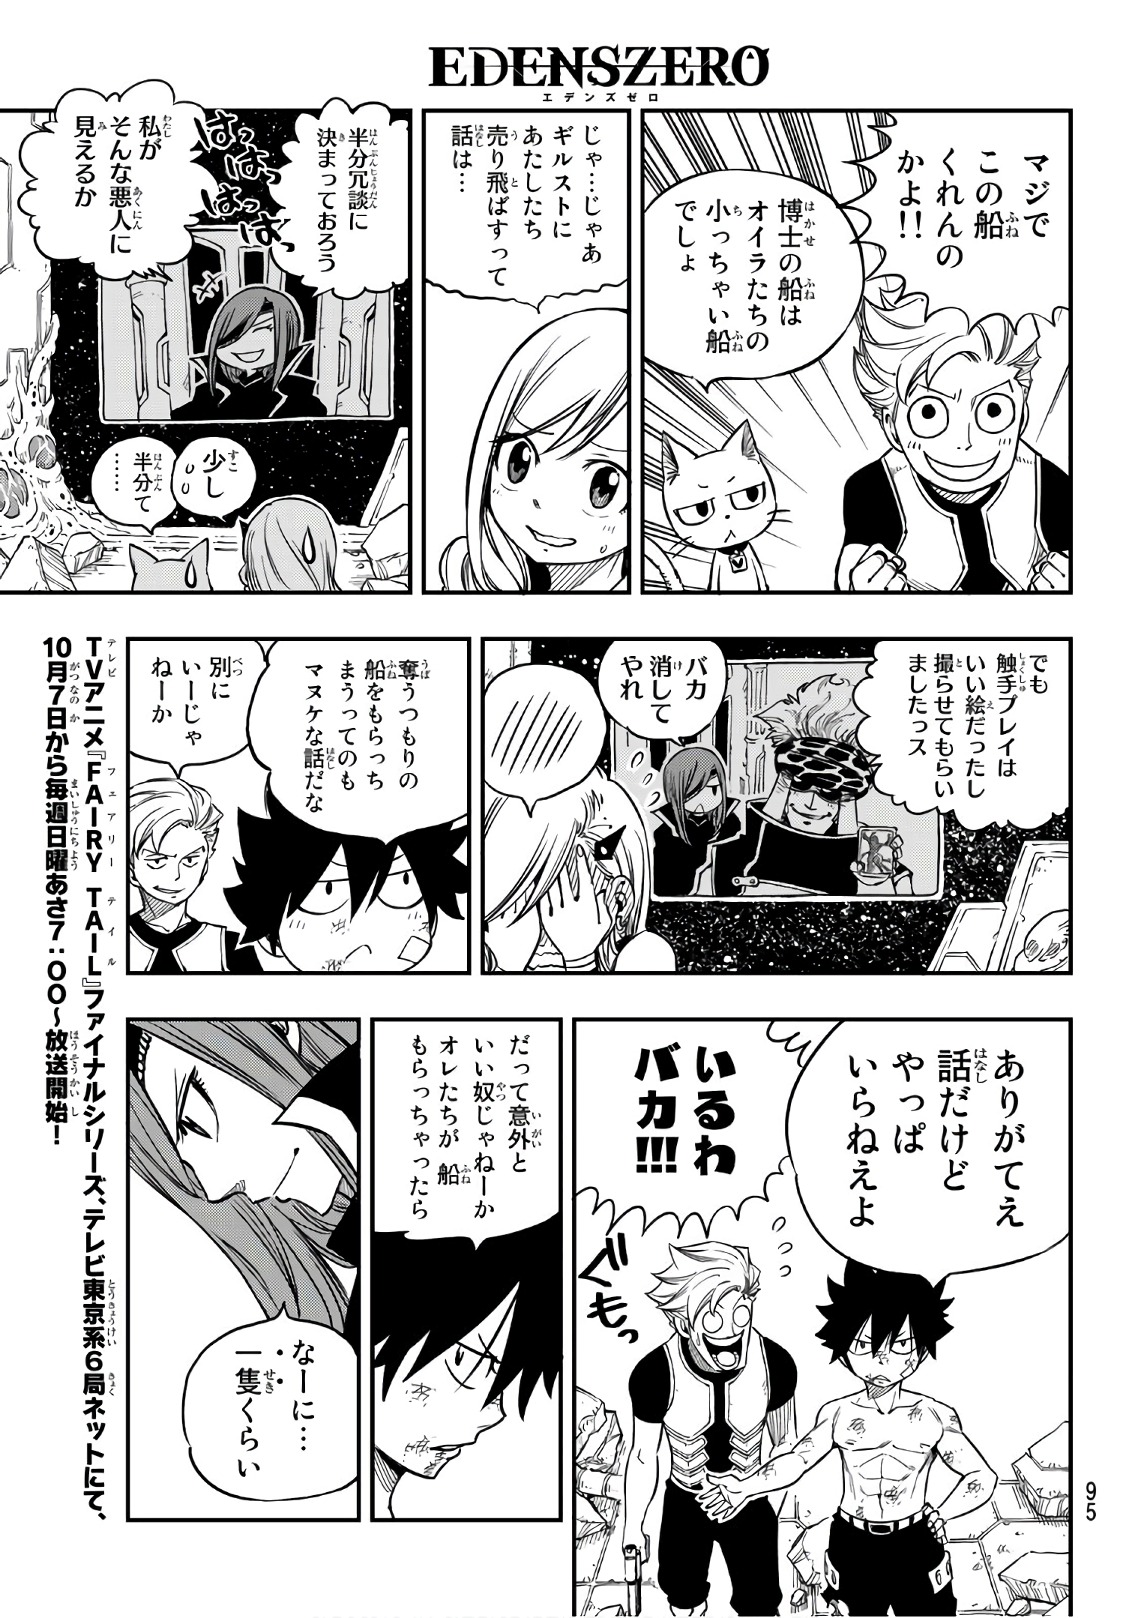 EDENSZERO
エデンズゼロ
マジで
この船
くれんの
かよ!!
博士の船は
オイラたちの
小っちゃい船
でしょ
じゃ…じゃあ
ギルストに
あたしたち
売り飛ばすって
話は…
半分冗談に
決まっておろう
はっはっはっはっ
私が
そんな悪人に
見えるか
少し
半分て
……
でも
触手プレイは
いい絵だったし
撮らせてもらい
ましたっス
バカ
消して
やれ
奪うつもりの
船をもらっち
まうってのも
マヌケな話だな
別に
いーじゃ
ねーか
ありがてえ
話だけど
やっぱ
いらねえよ
いるわ
バカ!!!
ぐもっ
だって意外と
いい奴じゃねーか
オレたちが船
もらっちゃったら
なーに…
一隻くらい
TVアニメ『FAIRY TAIL』ファイナルシリーズ、テレビ東京系6局ネットにて、
10月7日から毎週日曜あさ7:00〜放送開始!
95